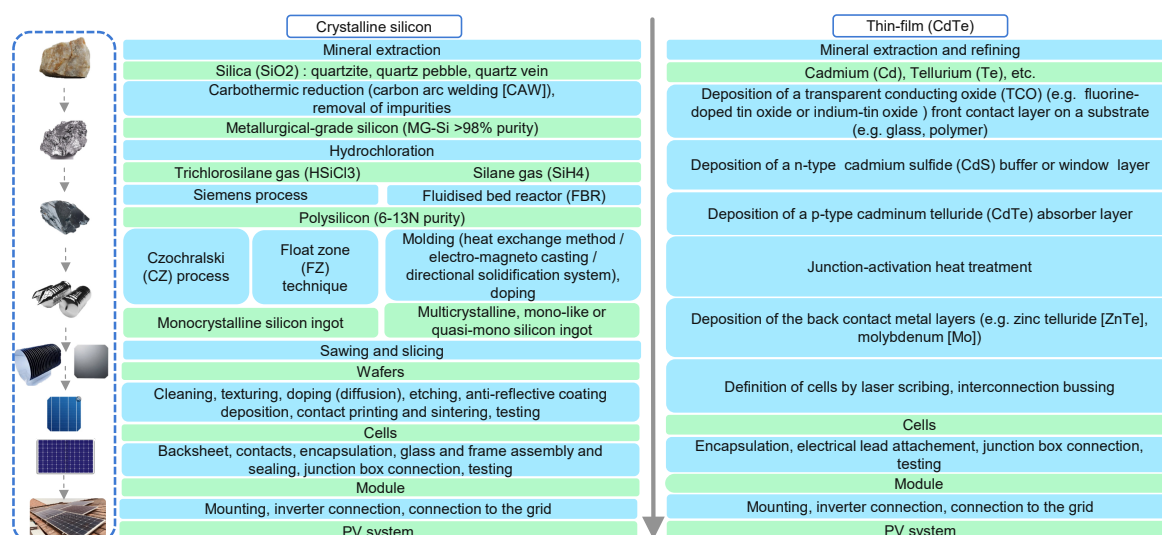 Crystalline silicon
Mineral extraction
Silica (SiO2) : quartzite, quartz pebble, quartz vein
Carbothermic reduction (carbon arc welding [CAW]),
removal of impurities
Metallurgical-grade silicon (MG-Si >98% purity)
Hydrochloration
Trichlorosilane gas (HSiCl3)
Silane gas (SiH4)
Siemens process
Fluidised bed reactor (FBR)
Polysilicon (6-13N purity)
Czochralski
(CZ) process
Float zone
(FZ)
technique
Molding (heat exchange method /
electro-magneto casting /
directional solidification system),
doping
Monocrystalline silicon ingot
Multicrystalline, mono-like or
quasi-mono silicon ingot
Sawing and slicing
Wafers
Cleaning, texturing, doping (diffusion), etching, anti-reflective coating
deposition, contact printing and sintering, testing
Cells
Backsheet, contacts, encapsulation, glass and frame assembly and
sealing, junction box connection, testing
Module
Mounting, inverter connection, connection to the grid
PV system
Thin-film (CdTe)
Mineral extraction and refining
Cadmium (Cd), Tellurium (Te), etc.
Deposition of a transparent conducting oxide (TCO) (e.g. fluorine-
doped tin oxide or indium-tin oxide ) front contact layer on a substrate
(e.g. glass, polymer)
Deposition of a n-type cadmium sulfide (CdS) buffer or window layer
Deposition of a p-type cadminum telluride (CdTe) absorber layer
Junction-activation heat treatment
Deposition of the back contact metal layers (e.g. zinc telluride [ZnTe],
molybdenum [Mo])
Definition of cells by laser scribing, interconnection bussing
Cells
Encapsulation, electrical lead attachement, junction box connection,
testing
Module
Mounting, inverter connection, connection to the grid
PV system